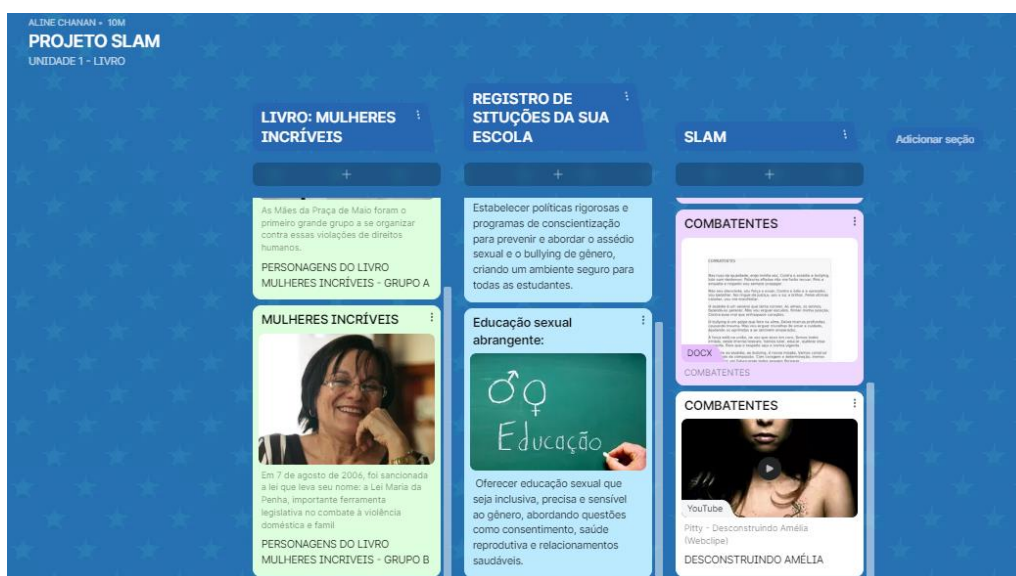 ALINE CHANAN • 10M
PROJETO SLAM
UNIDADE 1 - LIVRO
LIVRO: MULHERES
INCRÍVEIS
+
As Mães da Praça de Maio foram o
primeiro grande grupo a se organizar
contra essas violações de direitos
humanos.
PERSONAGENS DO LIVRO
MULHERES INCRÍVEIS - GRUPO A
MULHERES INCRÍVEIS
Em 7 de agosto de 2006, foi sancionada
a lei que leva seu nome: a Lei Maria da
Penha, importante ferramenta
legislativa no combate à violência
doméstica e famil
PERSONAGENS DO LIVRO
MULHERES INCRÍVEIS - GRUPO B
REGISTRO DE
SITUÇÕES DA SUA
ESCOLA
+
Estabelecer políticas rigorosas e
programas de conscientização
para prevenir e abordar o assédio
sexual e o bullying de gênero,
criando um ambiente seguro para
todas as estudantes.
Educação sexual
abrangente:
Educação
Oferecer educação sexual que
seja inclusiva, precisa e sensível
ao gênero, abordando questões
como consentimento, saúde
reprodutiva e relacionamentos
saudáveis.
SLAM
+
COMBATENTES
COMBATENTES
DOCX
COMBATENTES
COMBATENTES
YouTube
Pitty - Desconstruindo Amélia
(Webclipe)
DESCONSTRUINDO AMÉLIA
Adicionar seção